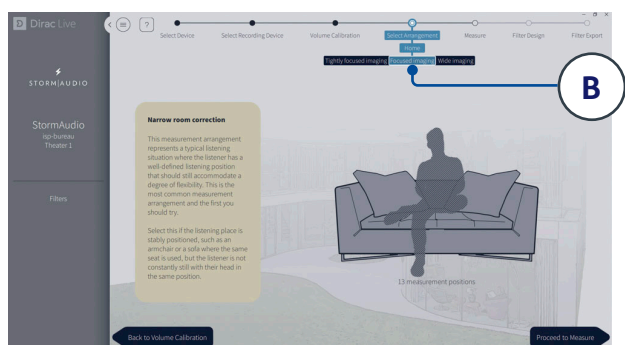 Dirac Live
?
Select Device
Select Recording Device
Volume Calibration
Select Arrangement
Measure
Filter Design
Filter Export
Home
Tightly focused imaging
Focused imaging
Wide imaging
B
STORMAUDIO
StormAudio
isp-bureau
Theater 1
Filters
Narrow room correction
This measurement arrangement
represents a typical listening
situation where the listener has a
well-defined listening position
that should still accommodate a
degree of flexibility. This is the
most common measurement
arrangement and the first you
should try.
Select this if the listening place is
stably positioned, such as an
armchair or a sofa where the same
seat is used, but the listener is not
constantly still with their head in
the same position.
13 measurement positions
Back to Volume Calibration
Proceed to Measure